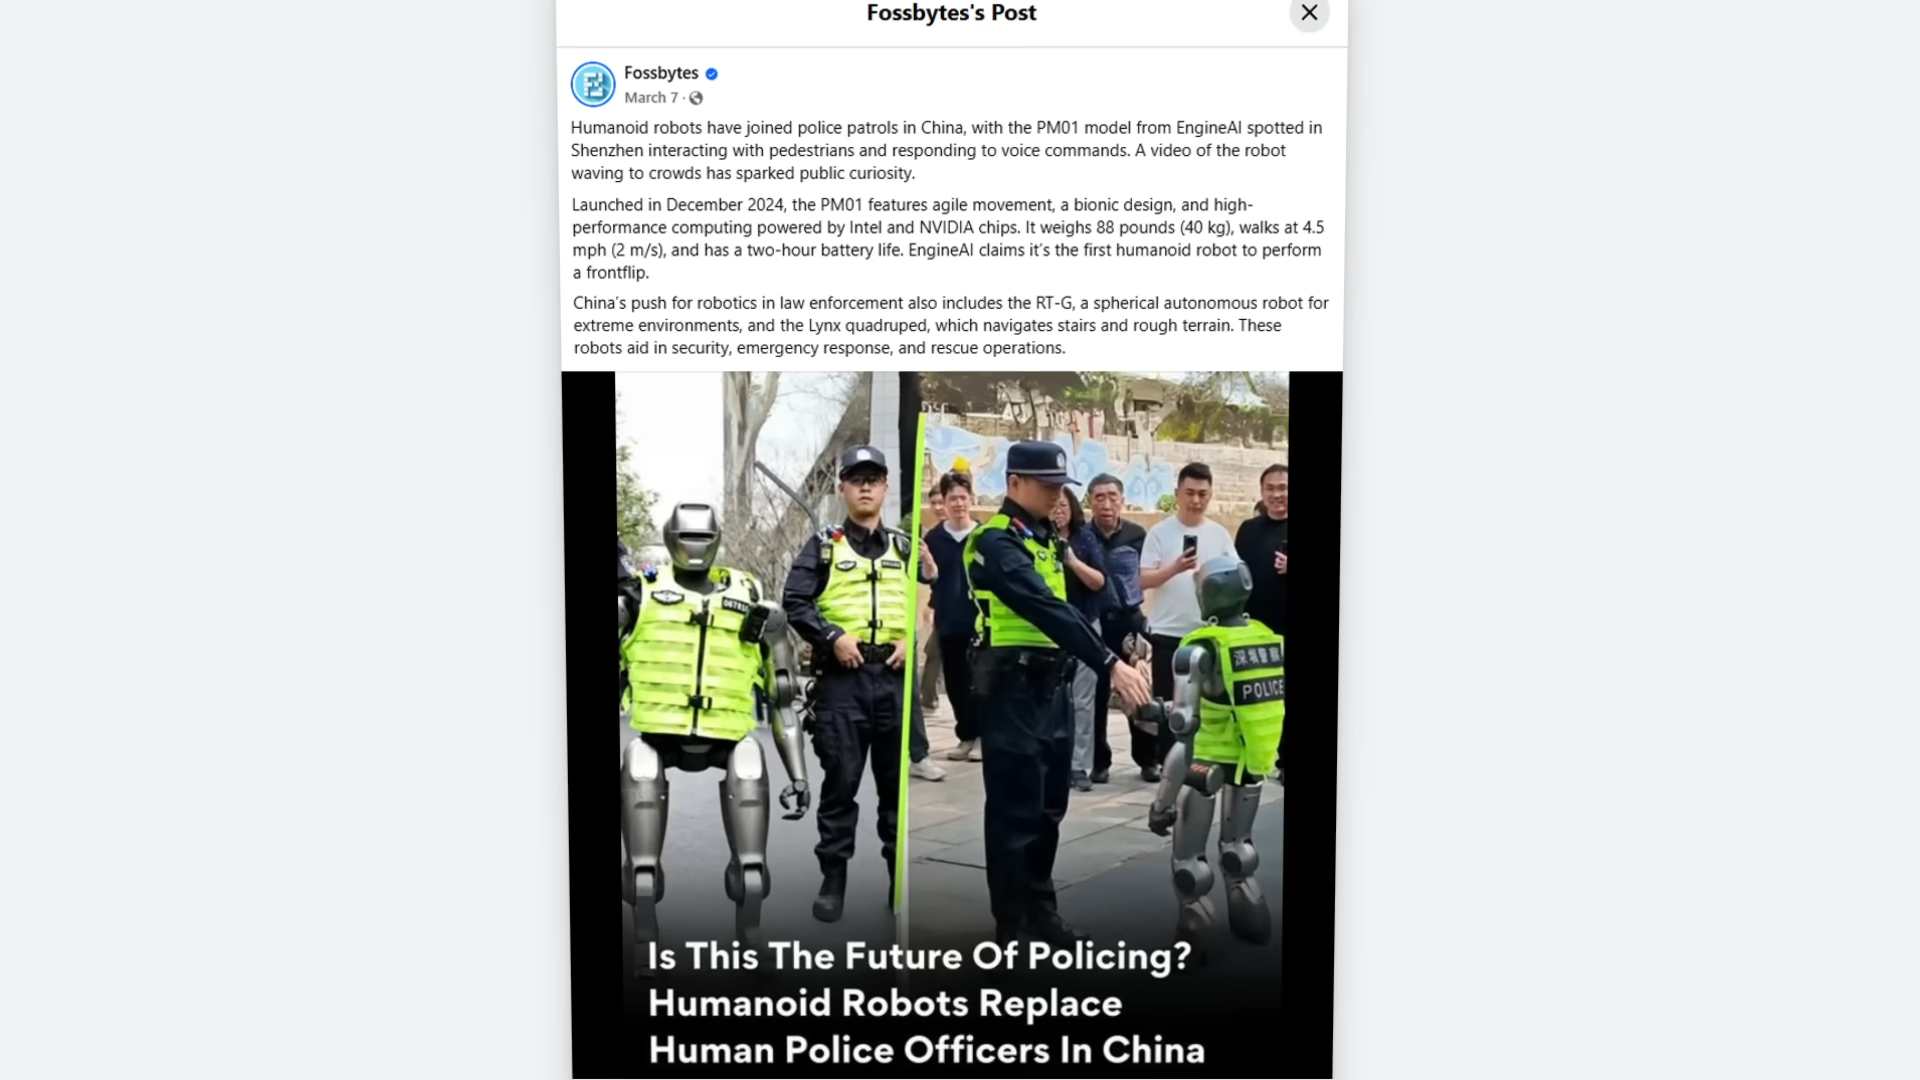 Fossbytes's Post
Fossbytes
March 7 ·
Humanoid robots have joined police patrols in China, with the PM01 model from EngineAI spotted in
Shenzhen interacting with pedestrians and responding to voice commands. A video of the robot
waving to crowds has sparked public curiosity.
Launched in December 2024, the PM01 features agile movement, a bionic design, and high-
performance computing powered by Intel and NVIDIA chips. It weighs 88 pounds (40 kg), walks at 4.5
mph (2 m/s), and has a two-hour battery life. EngineAI claims it's the first humanoid robot to perform
a frontflip.
China's push for robotics in law enforcement also includes the RT-G, a spherical autonomous robot for
extreme environments, and the Lynx quadruped, which navigates stairs and rough terrain. These
robots aid in security, emergency response, and rescue operations.
深圳警察
POLICE
Is This The Future Of Policing?
Humanoid Robots Replace
Human Police Officers In China